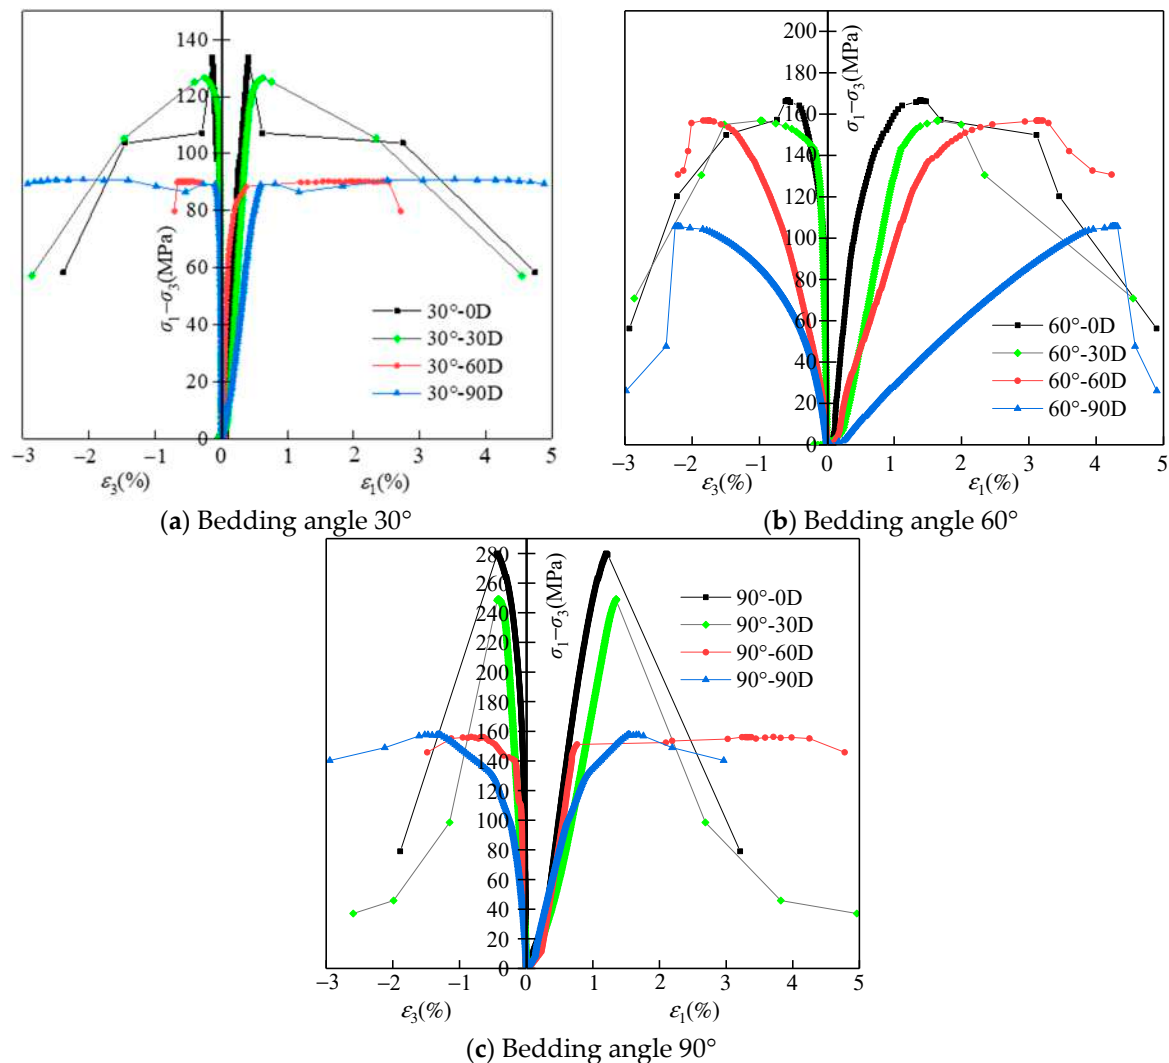 140
120
100
80
60
40
20
0
σ₁−σ₃(MPa)
30°-0D
30°-30D
30°-60D
30°-90D
−3 −2 −1 0 1 2 3 4 5
ε₃(%) ε₁(%)
(a) Bedding angle 30°
200
180
160
140
120
100
80
60
40
20
0
σ₁−σ₃(MPa)
60°-0D
60°-30D
60°-60D
60°-90D
−3 −2 −1 0 1 2 3 4 5
ε₃(%) ε₁(%)
(b) Bedding angle 60°
280
260
240
220
200
180
160
140
120
100
80
60
40
20
0
σ₁−σ₃(MPa)
90°-0D
90°-30D
90°-60D
90°-90D
−3 −2 −1 0 1 2 3 4 5
ε₃(%) ε₁(%)
(c) Bedding angle 90°